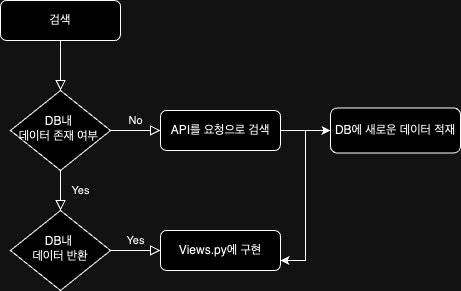 검색
DB내
데이터 존재 여부
No
API를 요청으로 검색
DB에 새로운 데이터 적재
Yes
DB내
데이터 반환
Yes
Views.py에 구현